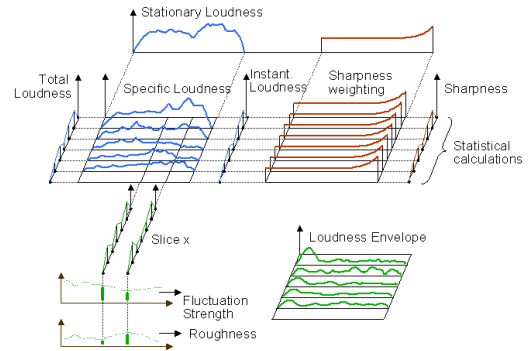 Stationary Loudness
Total
Loudness
Specific Loudness
Instant.
Loudness
Sharpness
weighting
Sharpness
Statistical
calculations
Slice x
Loudness Envelope
Fluctuation
Strength
Roughness